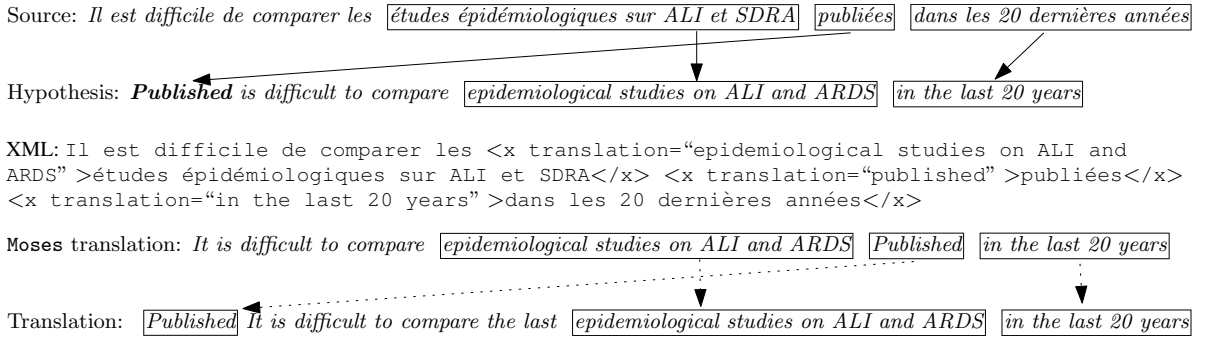 Source: Il est difficile de comparer les études épidémiologiques sur ALI et SDRA publiées dans les 20 dernières années
Hypothesis: Published is difficult to compare epidemiological studies on ALI and ARDS in the last 20 years
XML: Il est difficile de comparer les <x translation=“epidemiological studies on ALI and
ARDS” >études épidémiologiques sur ALI et SDRA</x> <x translation=“published” >publiées</x>
<x translation=“in the last 20 years” >dans les 20 dernières années</x>
Moses translation: It is difficult to compare epidemiological studies on ALI and ARDS Published in the last 20 years
Translation: Published It is difficult to compare the last epidemiological studies on ALI and ARDS in the last 20 years